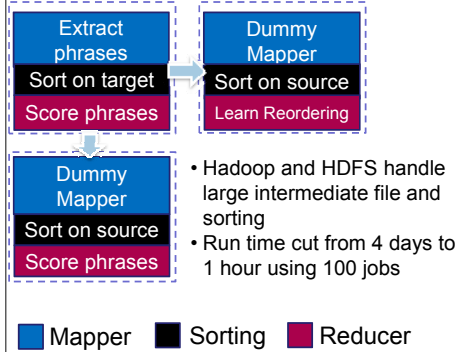 Extract
phrases
Sort on target
Score phrases
Dummy
Mapper
Sort on source
Learn Reordering
Dummy
Mapper
Sort on source
Score phrases
• Hadoop and HDFS handle
large intermediate file and
sorting
• Run time cut from 4 days to
1 hour using 100 jobs
Mapper
Sorting
Reducer